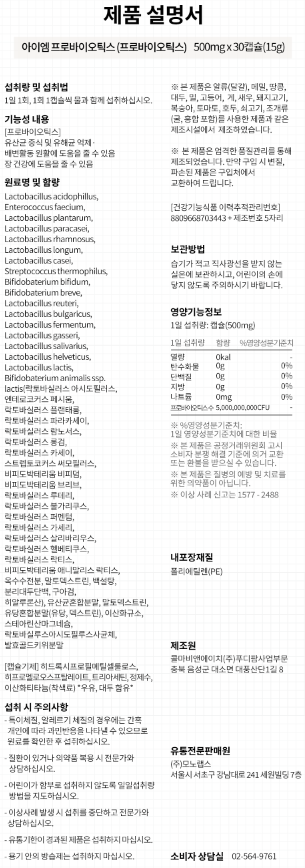 제품 설명서
아이엠 프로바이오틱스 (프로바이오틱스) 500mg x 30캡슐(15g)
섭취량 및 섭취법
1일 1회, 1회 1캡슐씩 물과 함께 섭취하십시오.
기능성 내용
[프로바이오틱스]
유산균 증식 및 유해균 억제·
배변활동 원활에 도움을 줄 수 있음
장 건강에 도움을 줄 수 있음
원료명 및 함량
Lactobacillus acidophilus,
Enterococcus faecium,
Lactobacillus plantarum,
Lactobacillus paracasei,
Lactobacillus rhamnosus,
Lactobacillus longum,
Lactobacillus casei,
Streptococcus thermophilus,
Bifidobacterium bifidum,
Bifidobacterium breve,
Lactobacillus reuteri,
Lactobacillus bulgaricus,
Lactobacillus fermentum,
Lactobacillus gasseri,
Lactobacillus salivarius,
Lactobacillus helveticus,
Lactobacillus lactis,
Bifidobacterium animalis ssp.
lactis[락토바실루스 아시도필루스,
엔테로코커스 페시움,
락토바실루스 플란타룸,
락토바실루스 파라카세이,
락토바실루스 람노서스,
락토바실루스 롱검,
락토바실루스 카세이,
스트렙토코커스 써모필러스,
비피도박테리움 비피덤,
비피도박테리움 브리브,
락토바실루스 루테리,
락토바실루스 불가리쿠스,
락토바실루스 퍼멘텀,
락토바실루스 가세리,
락토바실루스 살리바리우스,
락토바실루스 헬베티쿠스,
락토바실루스 락티스,
비피도박테리움 애니말리스 락티스,
옥수수전분, 말토덱스트린, 백설탕,
분리대두단백, 구아검,
히알루론산), 유산균혼합분말, 말토덱스트린,
유당혼합분말(유당, 덱스트린), 이산화규소,
스테아린산마그네슘,
락토바실루스아시도필루스사균체,
발효골드키위분말
[캡슐기제] 히드록시프로필메틸셀룰로스,
히프로멜로오스프탈레이트, 트리아세틴, 정제수,
이산화티타늄(착색료) *우유, 대두 함유*
섭취 시 주의사항
- 특이체질, 알레르기 체질의 경우에는 간혹
개인에 따라 과민반응을 나타낼 수 있으므로
원료를 확인한 후 섭취하십시오.
- 질환이 있거나 의약품 복용 시 전문가와
상담하십시오.
- 어린이가 함부로 섭취하지 않도록 일일섭취량
방법을 지도하십시오.
- 이상사례 발생 시 섭취를 중단하고 전문가와
상담하십시오.
- 유통기한이 경과된 제품은 섭취하지 마십시오.
- 용기 안의 방습제는 섭취하지 마십시오.
※ 본 제품은 알류(달걀), 메밀, 땅콩,
대두, 밀, 고등어, 게, 새우, 돼지고기,
복숭아, 토마토, 호두, 쇠고기, 조개류
(굴, 홍합 포함)를 사용한 제품과 같은
제조시설에서 제조하였습니다.
※ 본 제품은 엄격한 품질관리를 통해
제조되었습니다. 만약 구입 시 변질,
파손된 제품은 구입처에서
교환하여 드립니다.
[건강기능식품 이력추적관리번호]
8809668703443 + 제조번호 5자리
보관방법
습기가 적고 직사광선을 받지 않는
실온에 보관하시고, 어린이의 손에
닿지 않도록 주의하시기 바랍니다.
영양기능정보
1일 섭취량: 캡슐(500mg)
1일 섭취량 함량 %영양성분기준치
열량 0kal -
탄수화물 0g 0%
단백질 0g 0%
지방 0g 0%
나트륨 0mg 0%
프로바이오틱스수 5,000,000,000CFU -
※ %영양성분기준치:
1일 영양성분기준치에 대한 비율
※ 본 제품은 공정거래위원회 고시
소비자 분쟁 해결 기준에 의거 교환
또는 환불을 받으실 수 있습니다.
※ 본 제품은 질병의 예방 및 치료를
위한 의약품이 아닙니다.
※ 이상 사례 신고는 1577 - 2488
내포장재질
폴리에틸렌(PE)
제조원
콜마비앤에이치(주)푸디팜사업부문
충북 음성군 대소면 대풍산단1길 8
유통전문판매원
(주)모노랩스
서울시 서초구 강남대로 241 세원빌딩 7층
소비자 상담실 02-564-9761